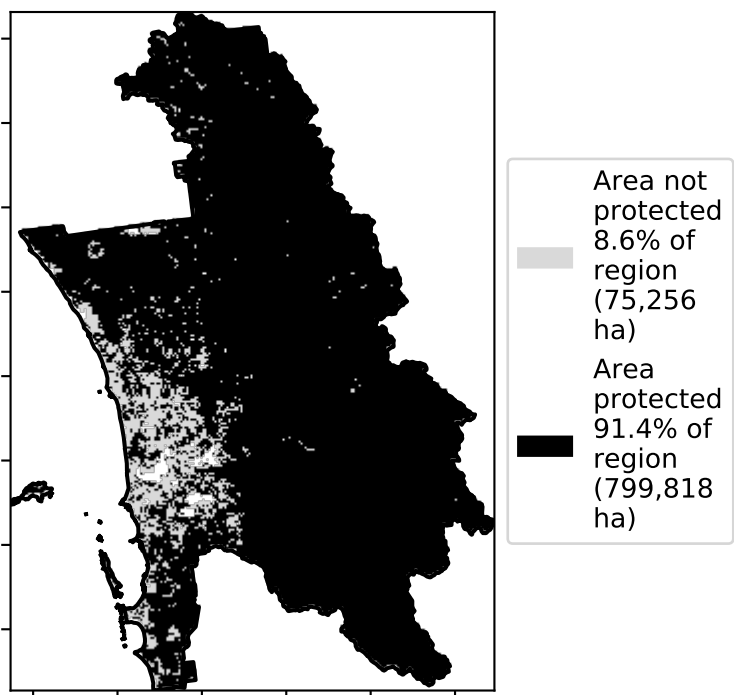 Area not
protected
8.6% of
region
(75,256
ha)
Area
protected
91.4% of
region
(799,818
ha)